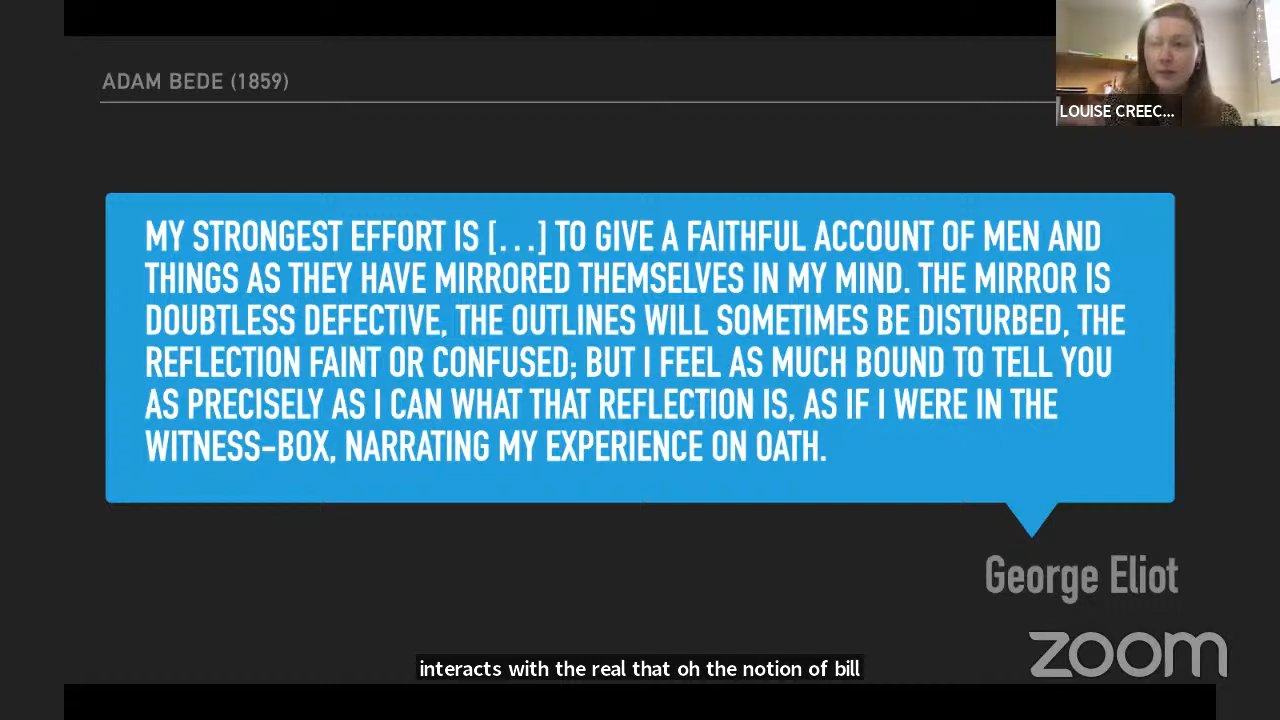 ADAM BEDE (1859)
LOUISE CREEC...
MY STRONGEST EFFORT IS [...] TO GIVE A FAITHFUL ACCOUNT OF MEN AND
THINGS AS THEY HAVE MIRRORED THEMSELVES IN MY MIND. THE MIRROR IS
DOUBTLESS DEFECTIVE, THE OUTLINES WILL SOMETIMES BE DISTURBED, THE
REFLECTION FAINT OR CONFUSED; BUT I FEEL AS MUCH BOUND TO TELL YOU
AS PRECISELY AS I CAN WHAT THAT REFLECTION IS, AS IF I WERE IN THE
WITNESS-BOX, NARRATING MY EXPERIENCE ON OATH.
George Eliot
zoom
interacts with the real that oh the notion of bill